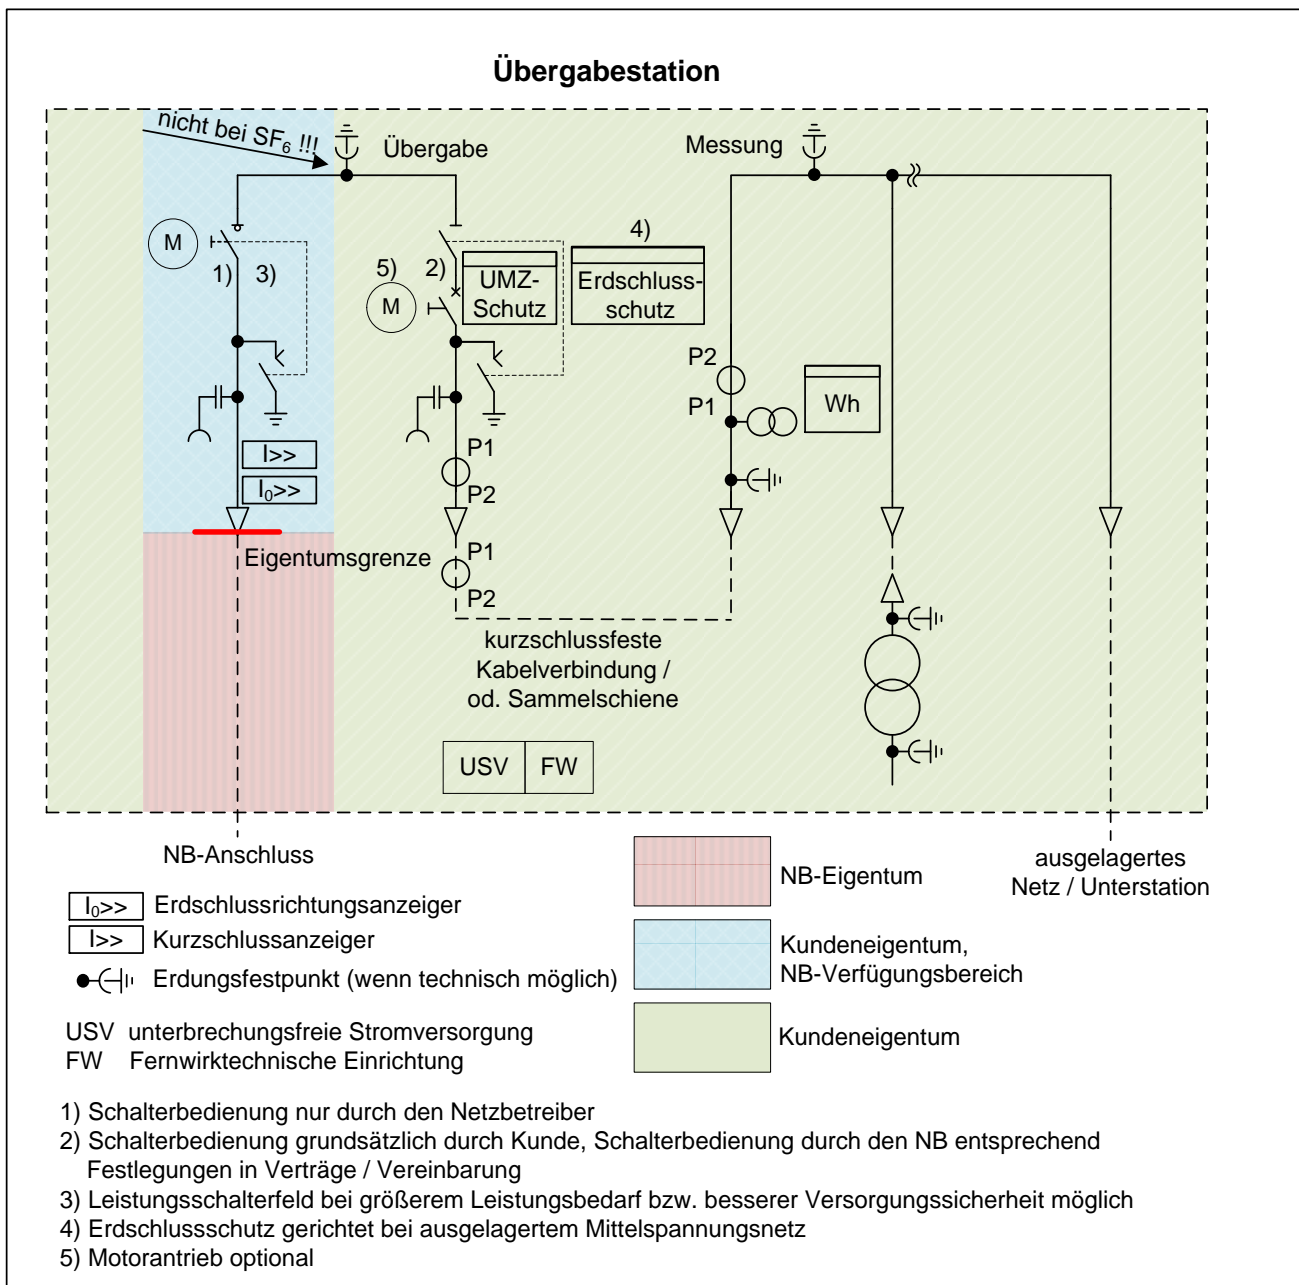 Übergabestation
nicht bei SF₆ !!!
Übergabe
Messung
M
1)
3)
5)
2)
M
UMZ-
Schutz
4)
Erdschluss-
schutz
P2
P1
Wh
I>>
I₀>>
P1
P2
Eigentumsgrenze
P1
P2
kurzschlussfeste
Kabelverbindung /
od. Sammelschiene
USV
FW
NB-Anschluss
ausgelagertes
Netz / Unterstation
I₀>> Erdschlussrichtungsanzeiger
I>> Kurzschlussanzeiger
Erdungsfestpunkt (wenn technisch möglich)
USV unterbrechungsfreie Stromversorgung
FW Fernwirktechnische Einrichtung
NB-Eigentum
Kundeneigentum,
NB-Verfügungsbereich
Kundeneigentum
1) Schalterbedienung nur durch den Netzbetreiber
2) Schalterbedienung grundsätzlich durch Kunde, Schalterbedienung durch den NB entsprechend
Festlegungen in Verträge / Vereinbarung
3) Leistungsschalterfeld bei größerem Leistungsbedarf bzw. besserer Versorgungssicherheit möglich
4) Erdschlussschutz gerichtet bei ausgelagertem Mittelspannungsnetz
5) Motorantrieb optional